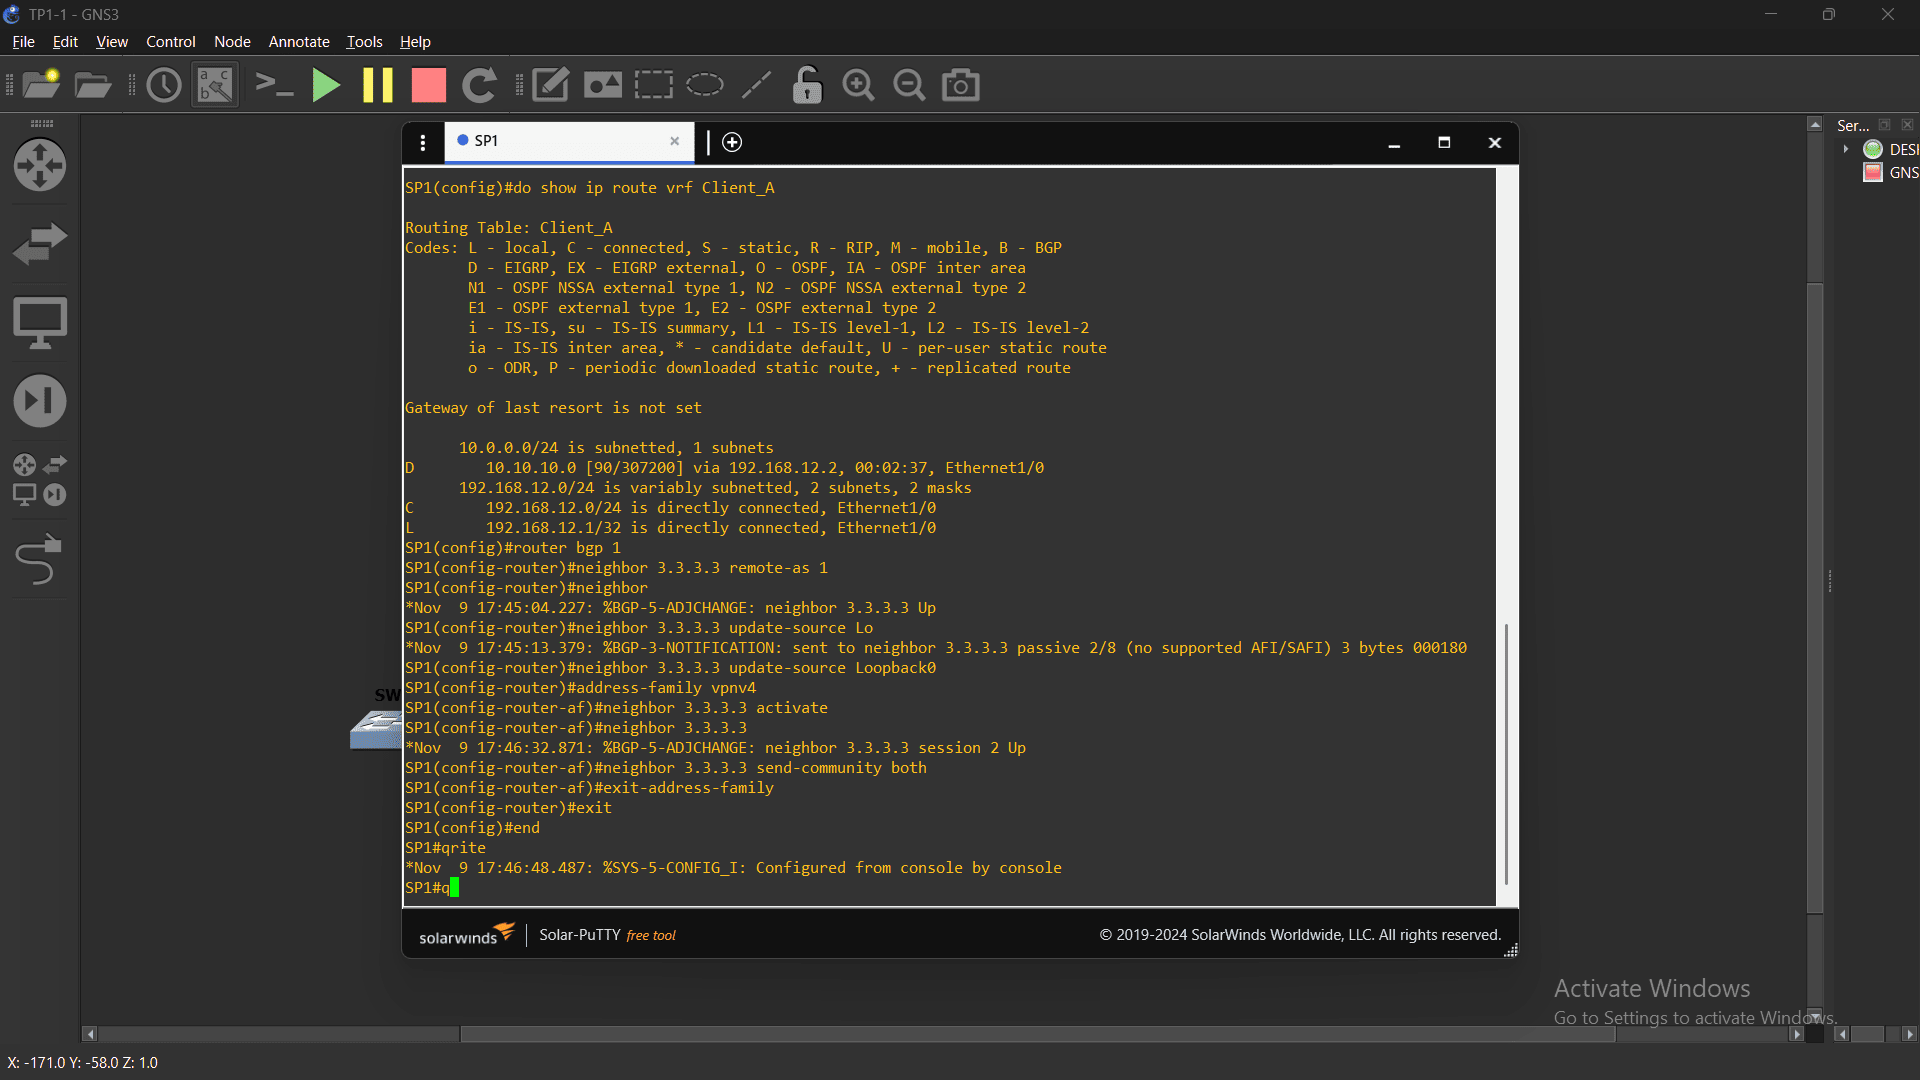 TP1-1 - GNS3
File Edit View Control Node Annotate Tools Help
SP1
SP1(config)#do show ip route vrf Client_A
Routing Table: Client_A
Codes: L - local, C - connected, S - static, R - RIP, M - mobile, B - BGP
D - EIGRP, EX - EIGRP external, O - OSPF, IA - OSPF inter area
N1 - OSPF NSSA external type 1, N2 - OSPF NSSA external type 2
E1 - OSPF external type 1, E2 - OSPF external type 2
i - IS-IS, su - IS-IS summary, L1 - IS-IS level-1, L2 - IS-IS level-2
ia - IS-IS inter area, * - candidate default, U - per-user static route
o - ODR, P - periodic downloaded static route, + - replicated route
Gateway of last resort is not set
10.0.0.0/24 is subnetted, 1 subnets
D 10.10.10.0 [90/307200] via 192.168.12.2, 00:02:37, Ethernet1/0
192.168.12.0/24 is variably subnetted, 2 subnets, 2 masks
C 192.168.12.0/24 is directly connected, Ethernet1/0
L 192.168.12.1/32 is directly connected, Ethernet1/0
SP1(config)#router bgp 1
SP1(config-router)#neighbor 3.3.3.3 remote-as 1
SP1(config-router)#neighbor
*Nov 9 17:45:04.227: %BGP-5-ADJCHANGE: neighbor 3.3.3.3 Up
SP1(config-router)#neighbor 3.3.3.3 update-source Lo
*Nov 9 17:45:13.379: %BGP-3-NOTIFICATION: sent to neighbor 3.3.3.3 passive 2/8 (no supported AFI/SAFI) 3 bytes 000180
SP1(config-router)#neighbor 3.3.3.3 update-source Loopback0
SP1(config-router)#address-family vpnv4
SP1(config-router-af)#neighbor 3.3.3.3 activate
SP1(config-router-af)#neighbor 3.3.3.3
*Nov 9 17:46:32.871: %BGP-5-ADJCHANGE: neighbor 3.3.3.3 session 2 Up
SP1(config-router-af)#neighbor 3.3.3.3 send-community both
SP1(config-router-af)#exit-address-family
SP1(config-router)#exit
SP1(config)#end
SP1#qrite
*Nov 9 17:46:48.487: %SYS-5-CONFIG_I: Configured from console by console
SP1#q
solarwinds Solar-PuTTY free tool © 2019-2024 SolarWinds Worldwide, LLC. All rights reserved.
SW
Ser...
DESI
GNS
a c
b
Activate Windows
Go to Settings to activate Windows.
X: -171.0 Y: -58.0 Z: 1.0